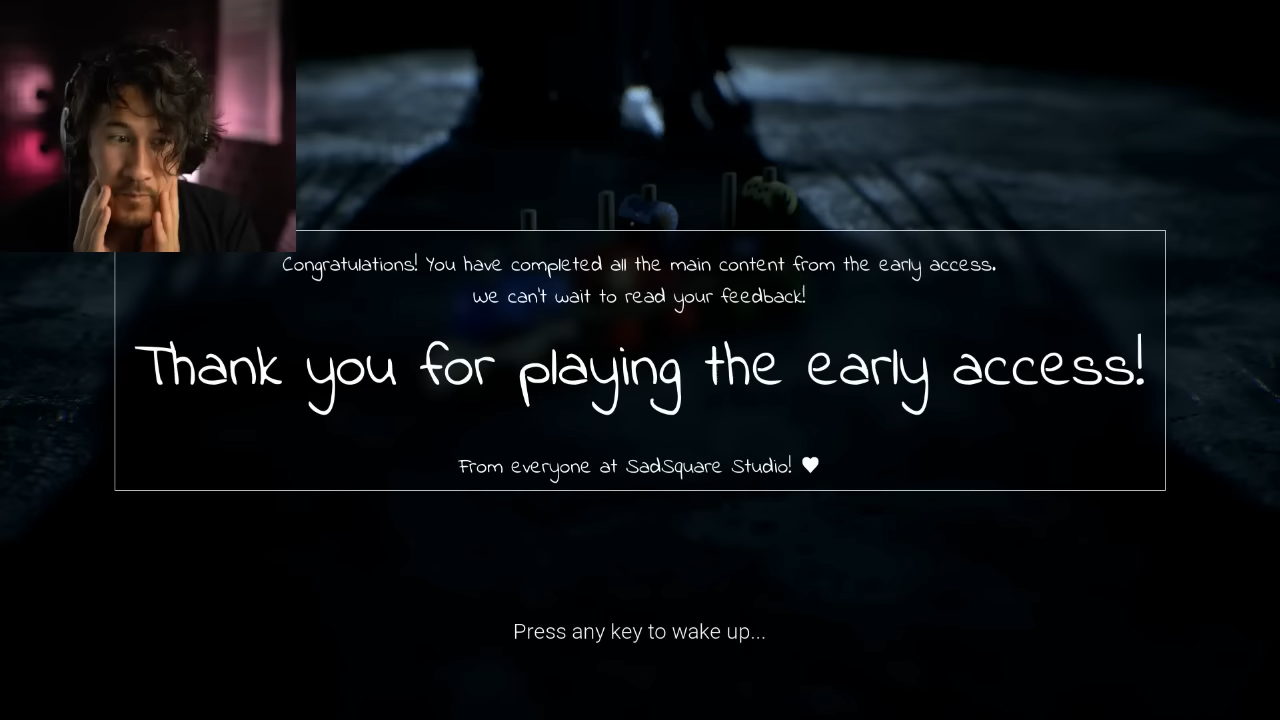 Congratulations! You have completed all the main content from the early access.
We can't wait to read your feedback!
Thank you for playing the early access!
From everyone at SadSquare Studio! ♥
Press any key to wake up...